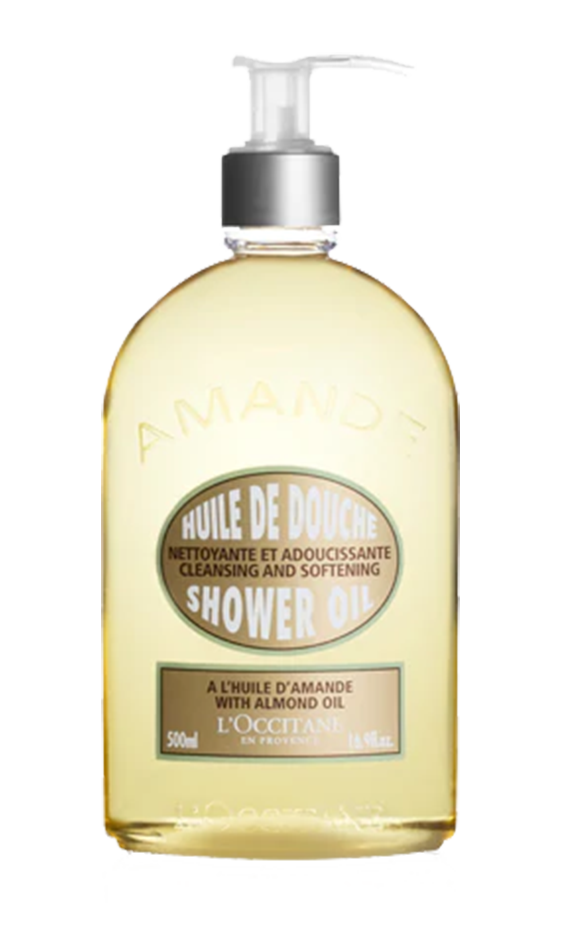 AMANDE
HUILE DE DOUCHE
NETTOYANTE ET ADOUCISSANTE
CLEANSING AND SOFTENING
SHOWER OIL
A L'HUILE D'AMANDE
WITH ALMOND OIL
L'OCCITANE
EN PROVENCE
500ml 16.9fl.oz.
L'OCCITANE